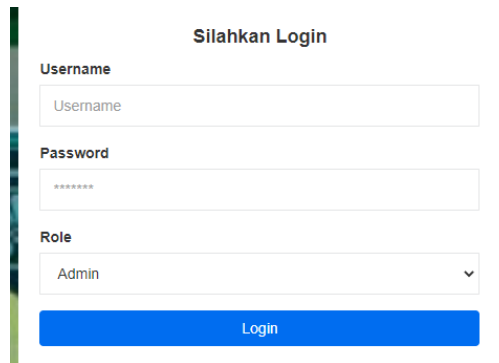 Silahkan Login
Username
Username
Password
*******
Role
Admin
Login